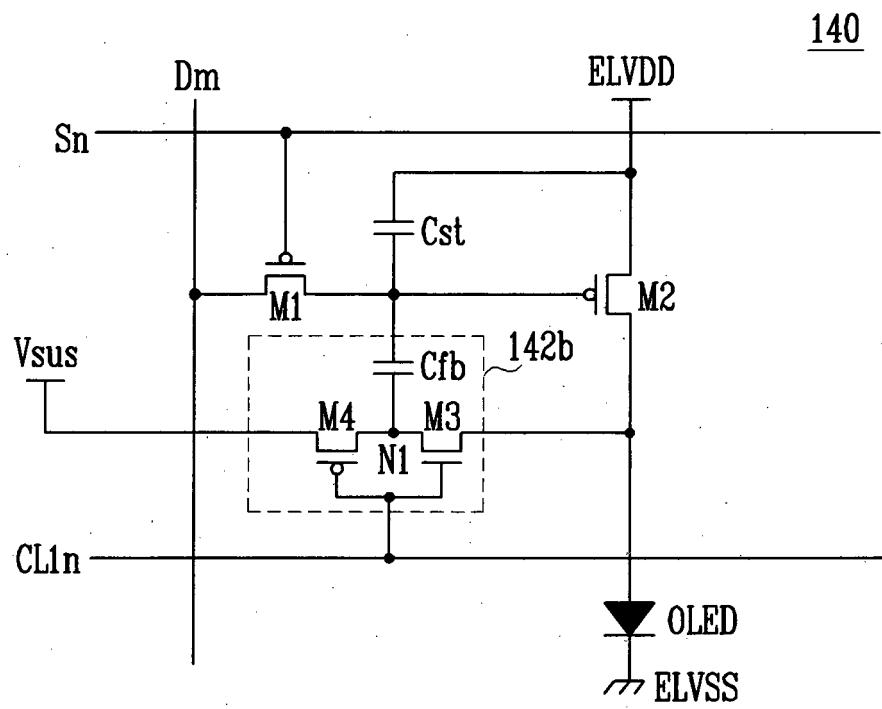 140
Dm
ELVDD
Sn
Cst
M1
M2
Vsus
142b
Cfb
M4
M3
N1
CL1n
OLED
ELVSS